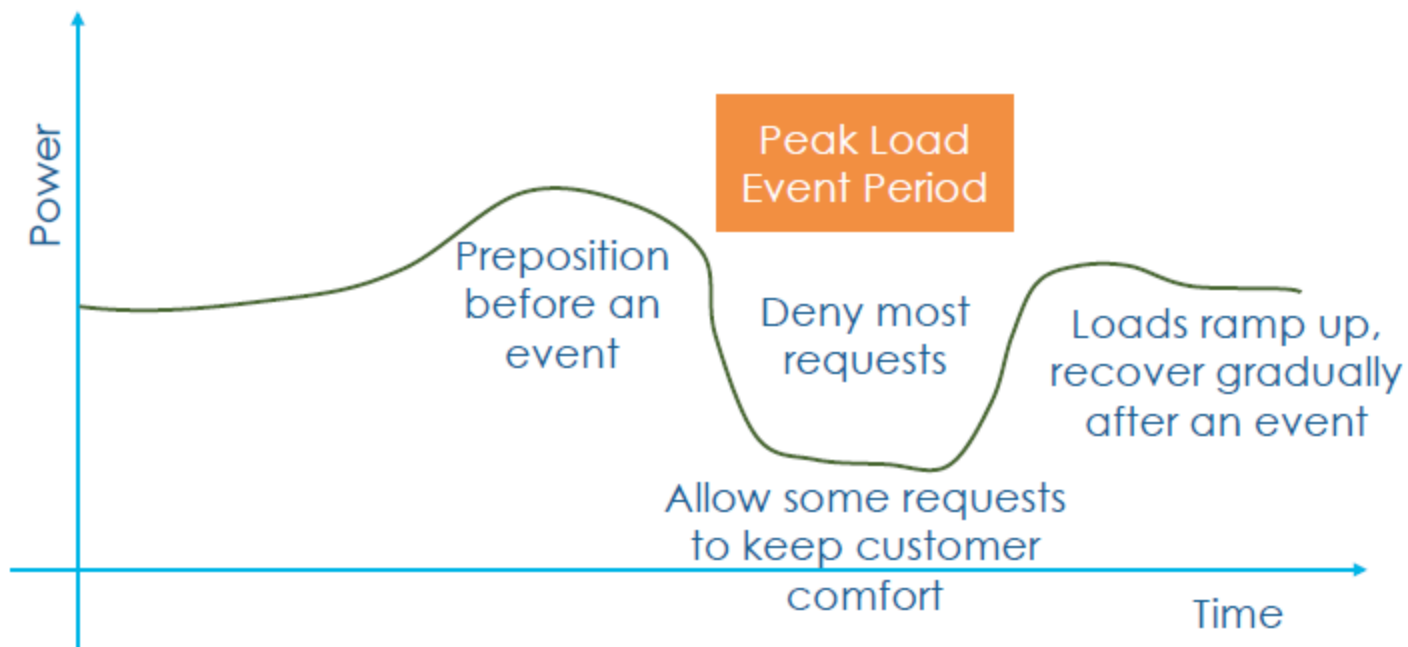 Power
Peak Load
Event Period
Preposition
before an
event
Deny most
requests
Loads ramp up,
recover gradually
after an event
Allow some requests
to keep customer
comfort
Time